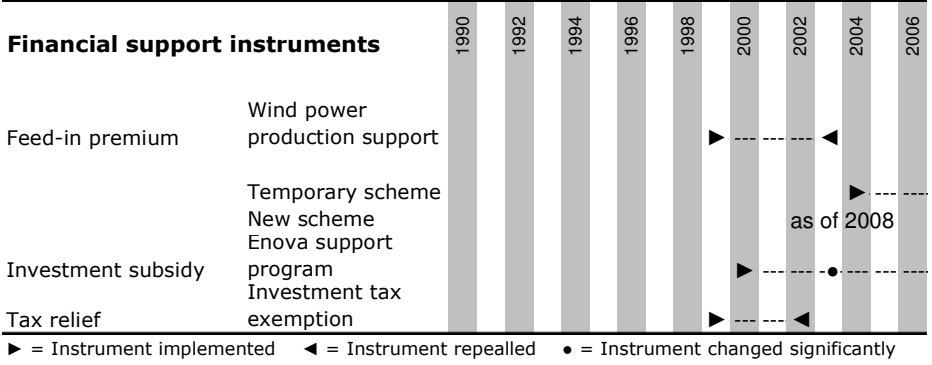 Financial support instruments 1990 1992 1994 1996 1998 2000 2002 2004 2006
Wind power
Feed-in premium production support ► --- ----- --- ◄
Temporary scheme ► --- ----
New scheme as of 2008
Enova support
Investment subsidy program ► ------ ----- ● ----- --- ----
Investment tax
Tax relief exemption ► --- ----- --- ◄
► = Instrument implemented ◄ = Instrument repealled ● = Instrument changed significantly